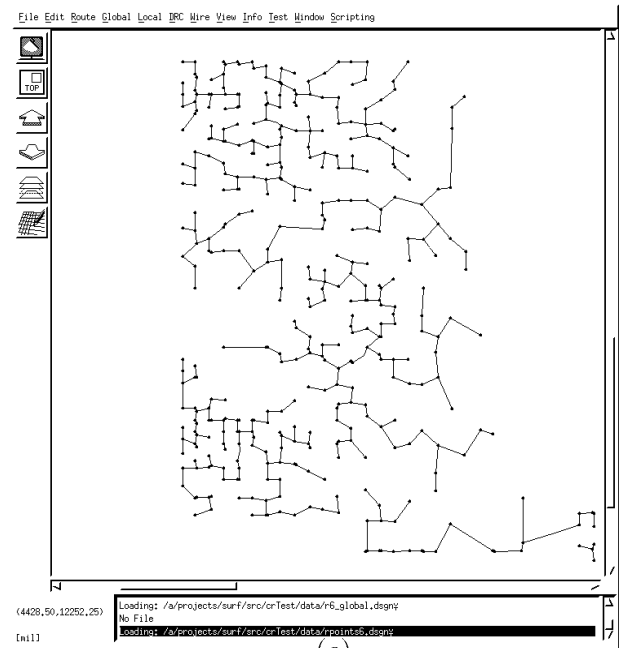 File Edit Route Global Local DRC Wire View Info Test Window Scripting
TOP
(4428.50,12252.25)
[mil]
Loading: /a/projects/surf/src/crTest/data/r6_global.dsgn%
No File
Loading: /a/projects/surf/src/crTest/data/rpoints6.dsgn%